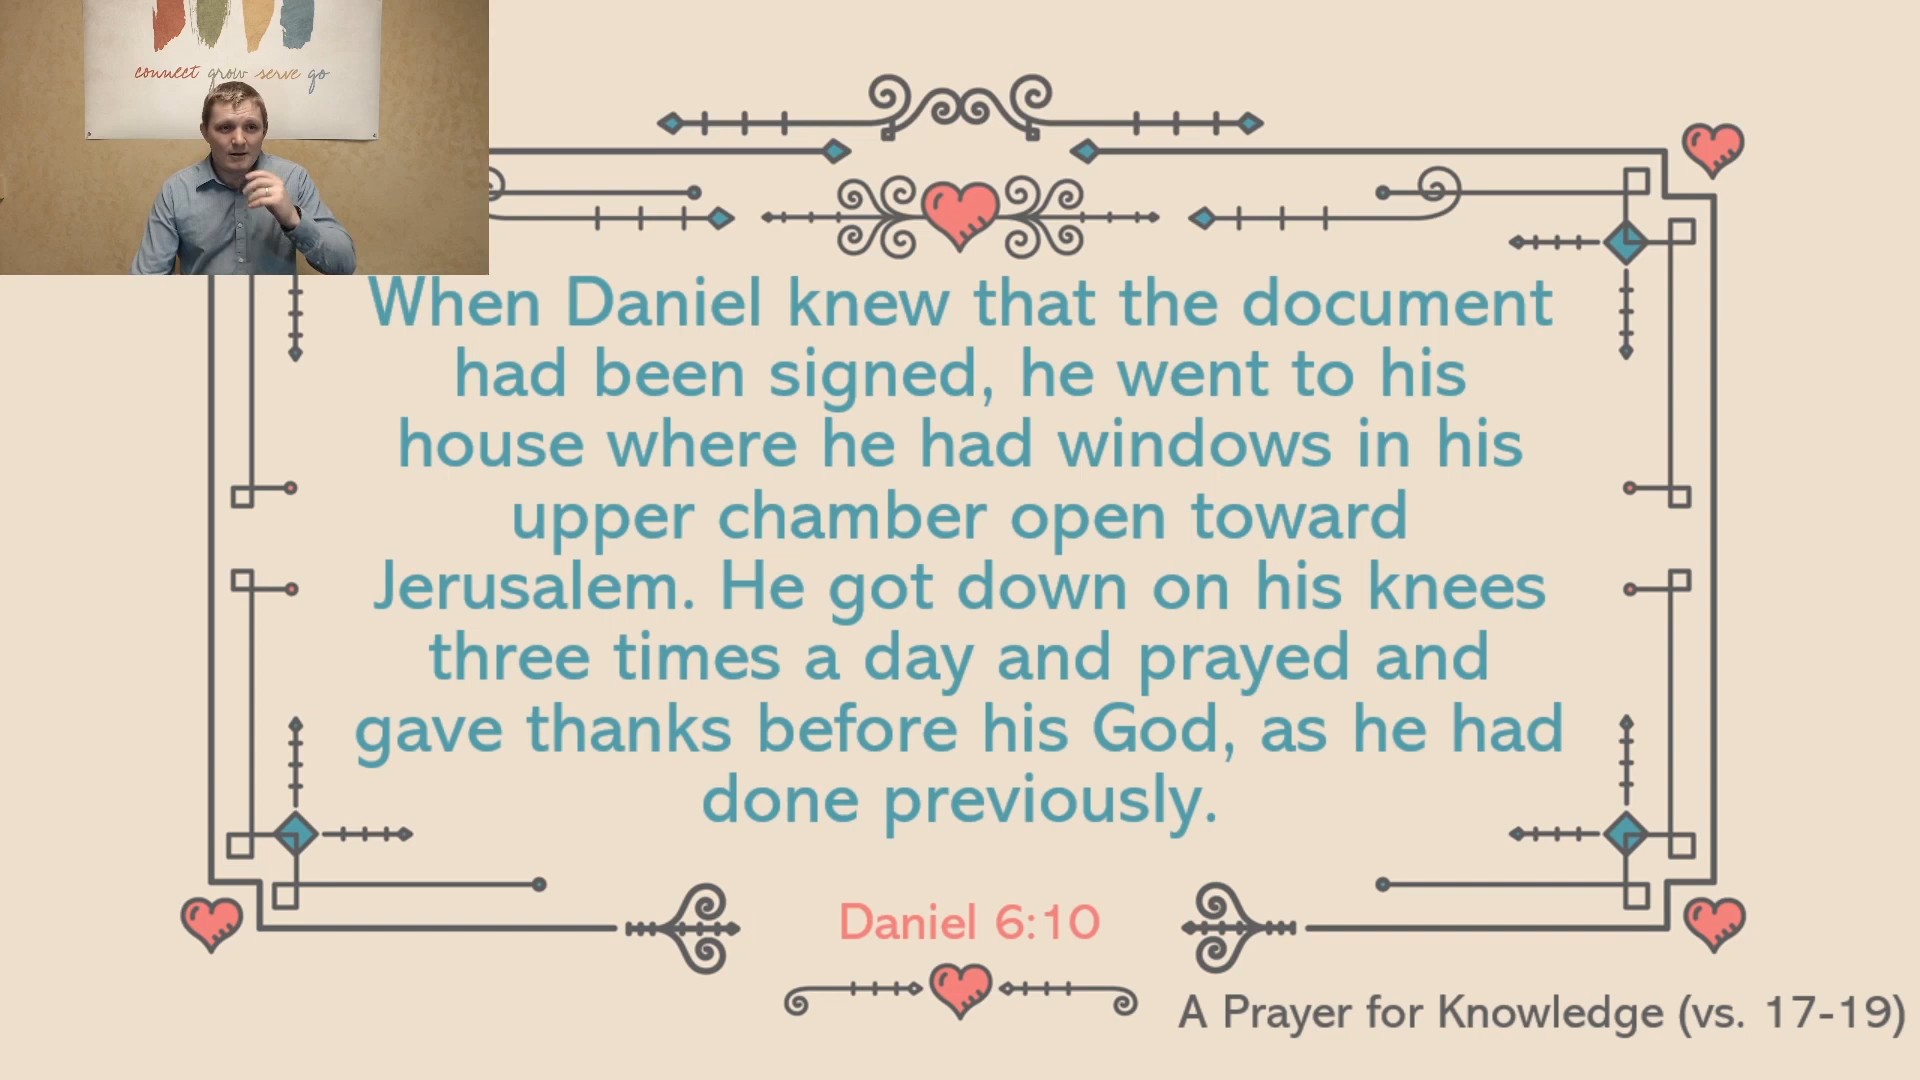 connect grow serve go
When Daniel knew that the document
had been signed, he went to his
house where he had windows in his
upper chamber open toward
Jerusalem. He got down on his knees
three times a day and prayed and
gave thanks before his God, as he had
done previously.
Daniel 6:10
A Prayer for Knowledge (vs. 17-19)